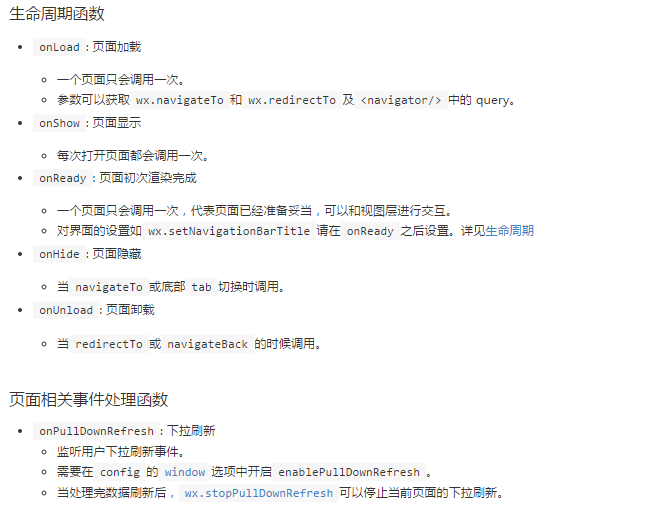 生命周期函数
onLoad : 页面加载
一个页面只会调用一次。
参数可以获取 wx.navigateTo 和 wx.redirectTo 及 <navigator/> 中的 query。
onShow : 页面显示
每次打开页面都会调用一次。
onReady : 页面初次渲染完成
一个页面只会调用一次，代表页面已经准备妥当，可以和视图层进行交互。
对界面的设置如 wx.setNavigationBarTitle 请在 onReady 之后设置。详见生命周期
onHide : 页面隐藏
当 navigateTo 或底部 tab 切换时调用。
onUnload : 页面卸载
当 redirectTo 或 navigateBack 的时候调用。
页面相关事件处理函数
onPullDownRefresh : 下拉刷新
监听用户下拉刷新事件。
需要在 config 的 window 选项中开启 enablePullDownRefresh 。
当处理完数据刷新后， wx.stopPullDownRefresh 可以停止当前页面的下拉刷新。